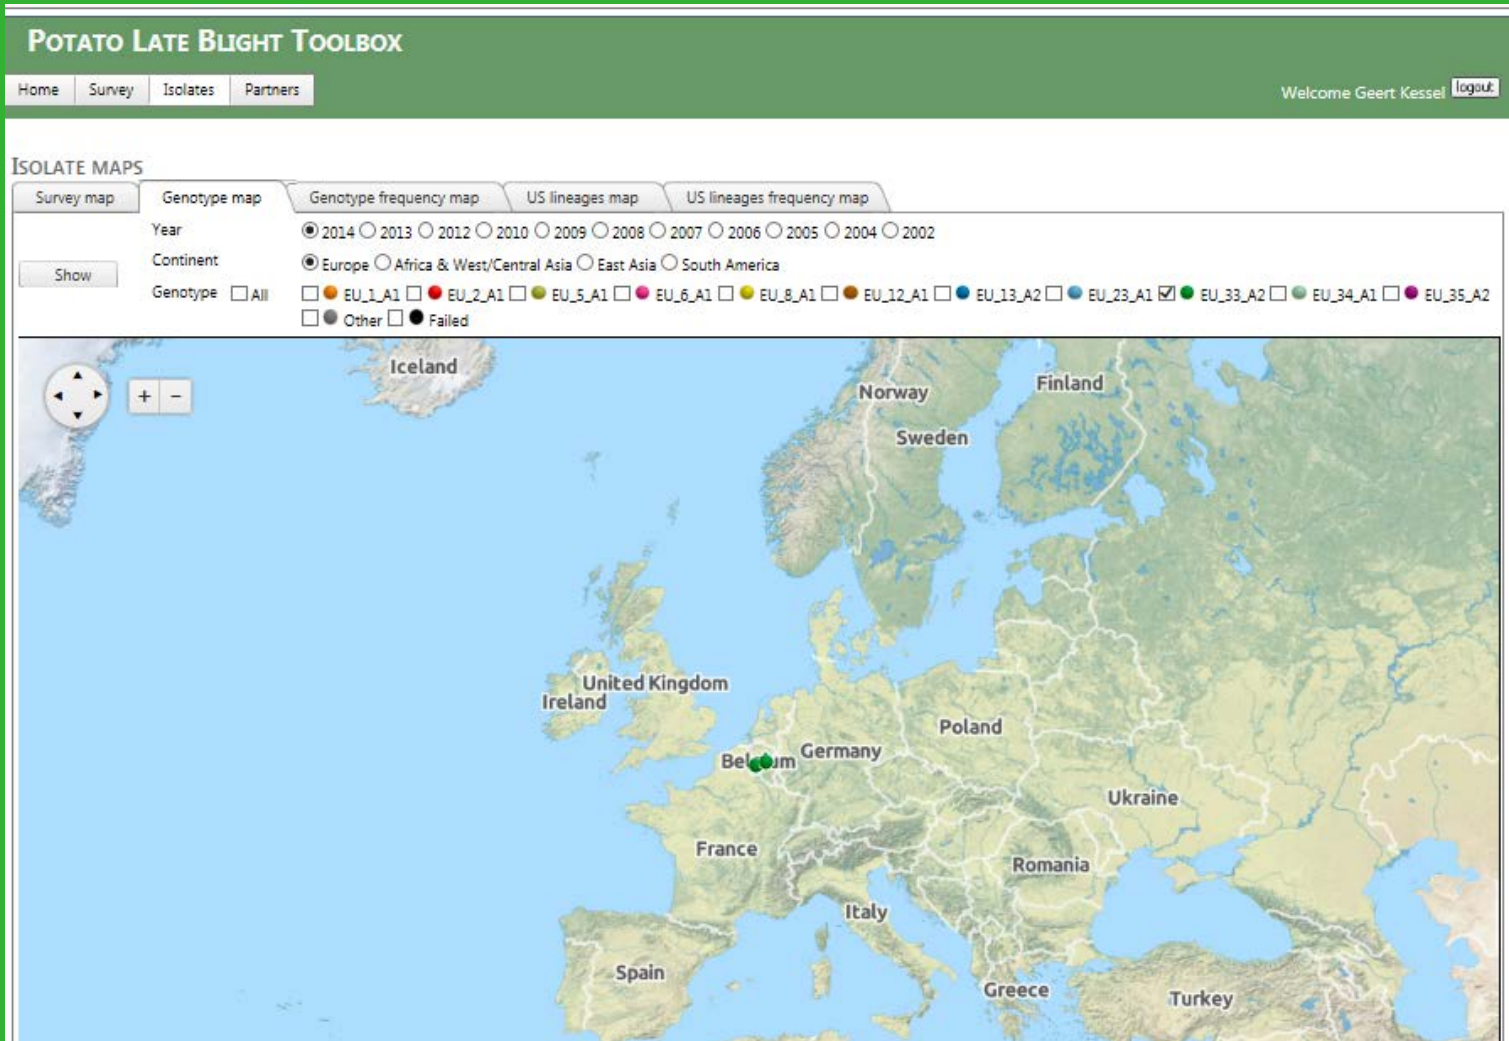 POTATO LATE BLIGHT TOOLBOX
Home Survey Isolates Partners
Welcome Geert Kessel logout
ISOLATE MAPS
Survey map Genotype map Genotype frequency map US lineages map US lineages frequency map
Year 2014 2013 2012 2010 2009 2008 2007 2006 2005 2004 2002
Continent Europe Africa & West/Central Asia East Asia South America
Show
Genotype All EU_1_A1 EU_2_A1 EU_5_A1 EU_6_A1 EU_8_A1 EU_12_A1 EU_13_A2 EU_23_A1 EU_33_A2 EU_34_A1 EU_35_A2
Other Failed
Iceland
+ −
Norway
Finland
Sweden
United Kingdom
Ireland
Poland
Germany
Belgium
Ukraine
France
Romania
Italy
Spain
Greece
Turkey